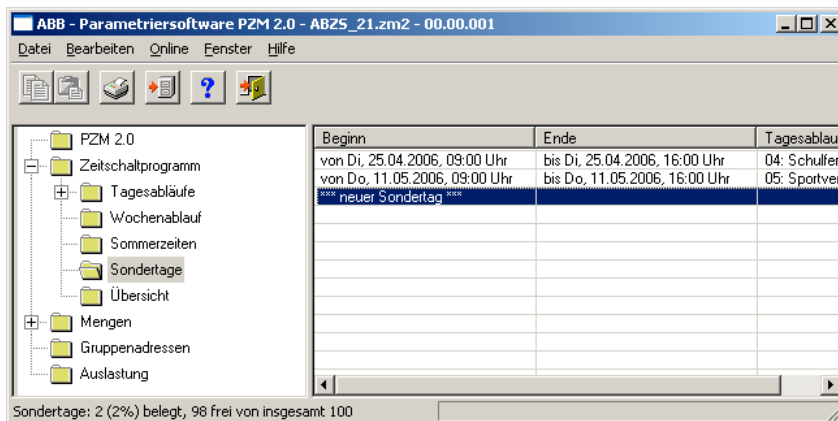 ABB - Parametriersoftware PZM 2.0 - ABZS_21.zm2 - 00.00.001
Datei Bearbeiten Online Fenster Hilfe
PZM 2.0
Zeitschaltprogramm
Tagesabläufe
Wochenablauf
Sommerzeiten
Sondertage
Übersicht
Mengen
Gruppenadressen
Auslastung
Beginn Ende Tagesablau
von Di, 25.04.2006, 09:00 Uhr bis Di, 25.04.2006, 16:00 Uhr 04: Schulfer
von Do, 11.05.2006, 09:00 Uhr bis Do, 11.05.2006, 16:00 Uhr 05: Sportver
*** neuer Sondertag ***
Sondertage: 2 (2%) belegt, 98 frei von insgesamt 100